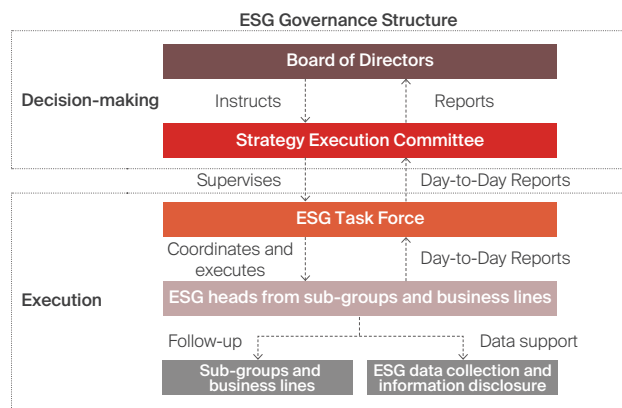 ESG Governance Structure
Board of Directors
Decision-making
Instructs
Reports
Strategy Execution Committee
Supervises
Day-to-Day Reports
ESG Task Force
Coordinates and
executes
Day-to-Day Reports
Execution
ESG heads from sub-groups and business lines
Follow-up
Data support
Sub-groups and
business lines
ESG data collection and
information disclosure